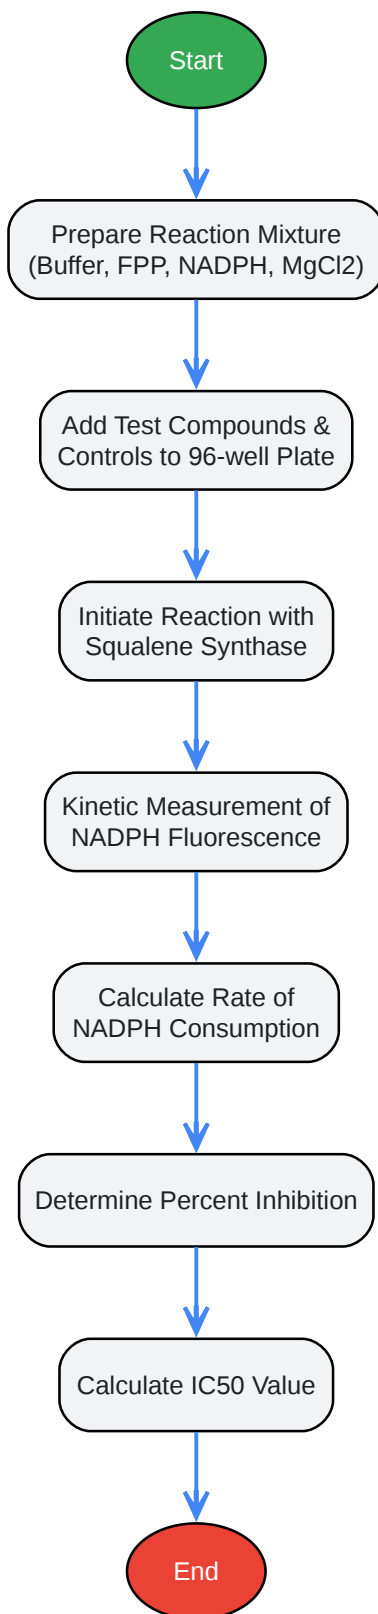 Start
Prepare Reaction Mixture
(Buffer, FPP, NADPH, MgCl2)
Add Test Compounds &
Controls to 96-well Plate
Initiate Reaction with
Squalene Synthase
Kinetic Measurement of
NADPH Fluorescence
Calculate Rate of
NADPH Consumption
Determine Percent Inhibition
Calculate IC50 Value
End